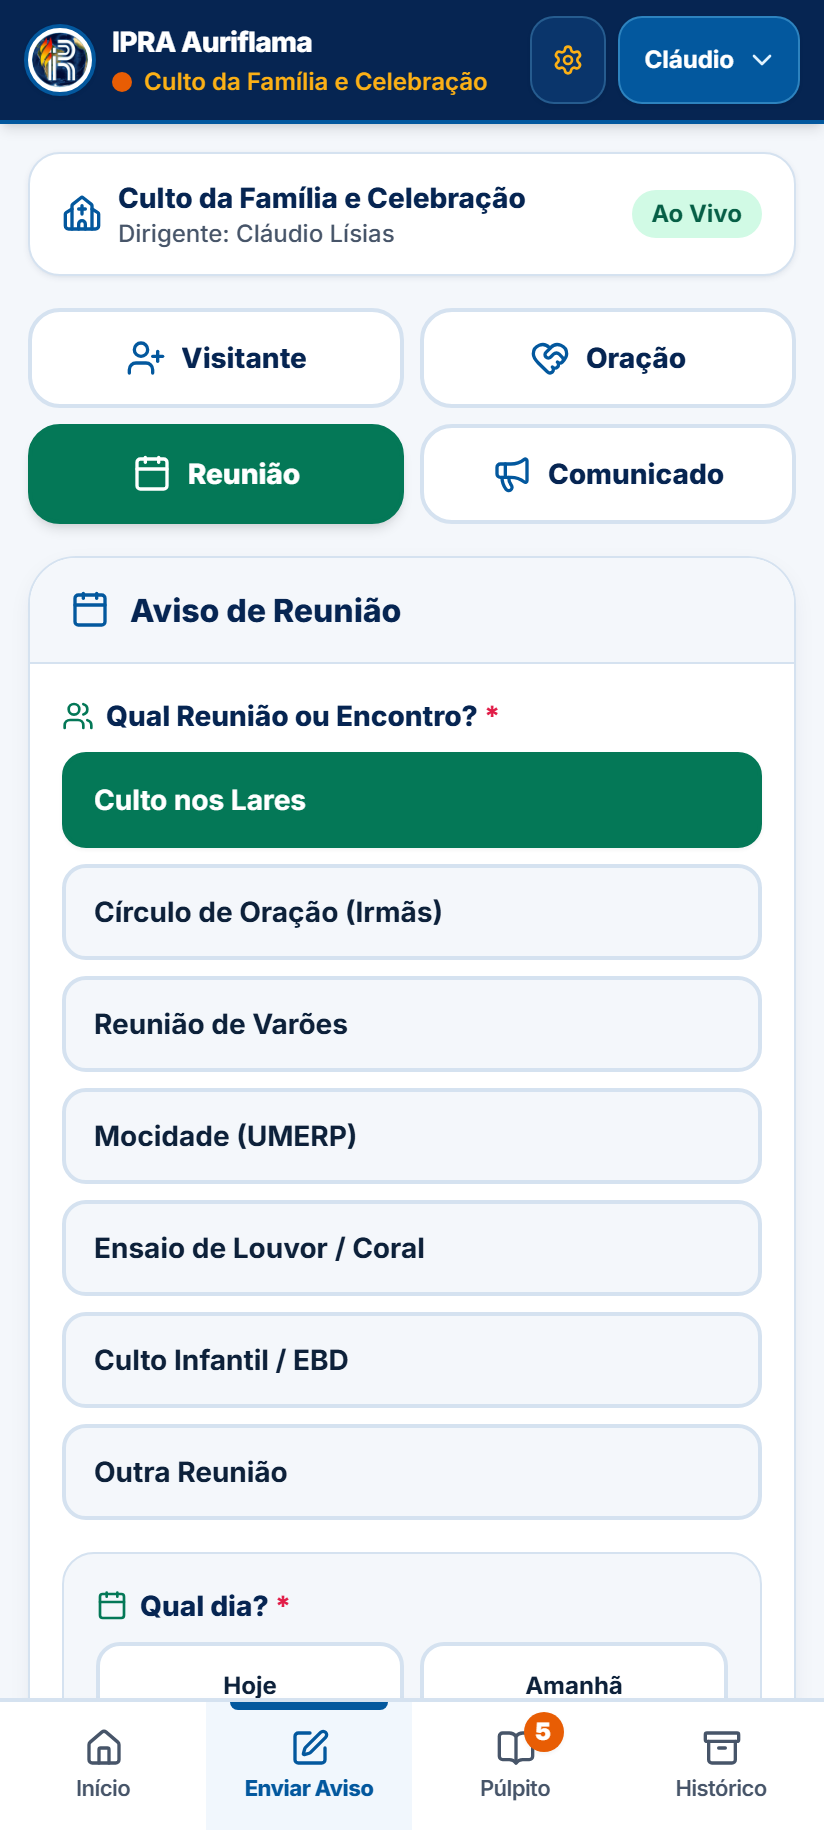 IPRA Auriflama
Culto da Família e Celebração
Cláudio
Culto da Família e Celebração
Dirigente: Cláudio Lísias
Ao Vivo
Visitante
Oração
Reunião
Comunicado
Aviso de Reunião
Qual Reunião ou Encontro? *
Culto nos Lares
Círculo de Oração (Irmãs)
Reunião de Varões
Mocidade (UMERP)
Ensaio de Louvor / Coral
Culto Infantil / EBD
Outra Reunião
Qual dia? *
Hoje
Amanhã
Início
Enviar Aviso
5
Púlpito
Histórico